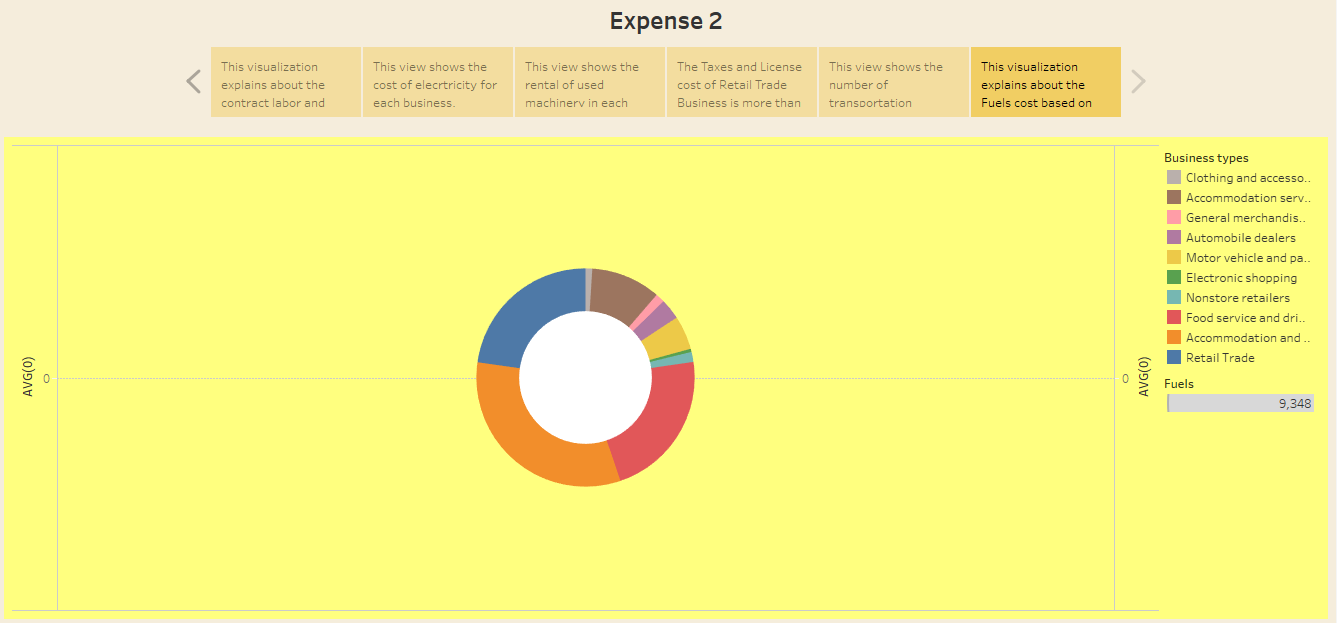 Expense 2
This visualization
explains about the
contract labor and
This view shows the
cost of elecrtricity for
each business.
This view shows the
rental of used
machinery in each
The Taxes and License
cost of Retail Trade
Business is more than
This view shows the
number of
transportation
This visualization
explains about the
Fuels cost based on
AVG(0)
0
0
AVG(0)
Business types
Clothing and accesso..
Accommodation serv..
General merchandis..
Automobile dealers
Motor vehicle and pa..
Electronic shopping
Nonstore retailers
Food service and dri..
Accommodation and ..
Retail Trade
Fuels
9,348